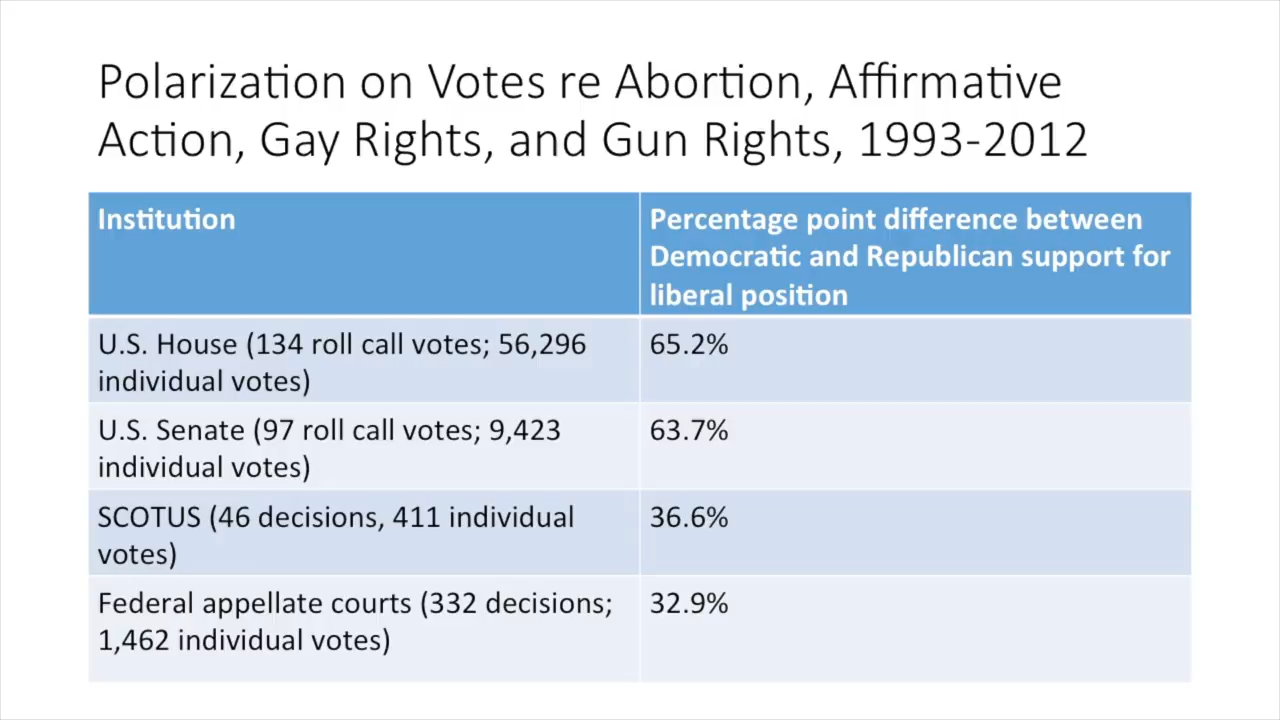 Polarization on Votes re Abortion, Affirmative
Action, Gay Rights, and Gun Rights, 1993-2012
Institution
Percentage point difference between
Democratic and Republican support for
liberal position
U.S. House (134 roll call votes; 56,296
individual votes)
65.2%
U.S. Senate (97 roll call votes; 9,423
individual votes)
63.7%
SCOTUS (46 decisions, 411 individual
votes)
36.6%
Federal appellate courts (332 decisions;
1,462 individual votes)
32.9%